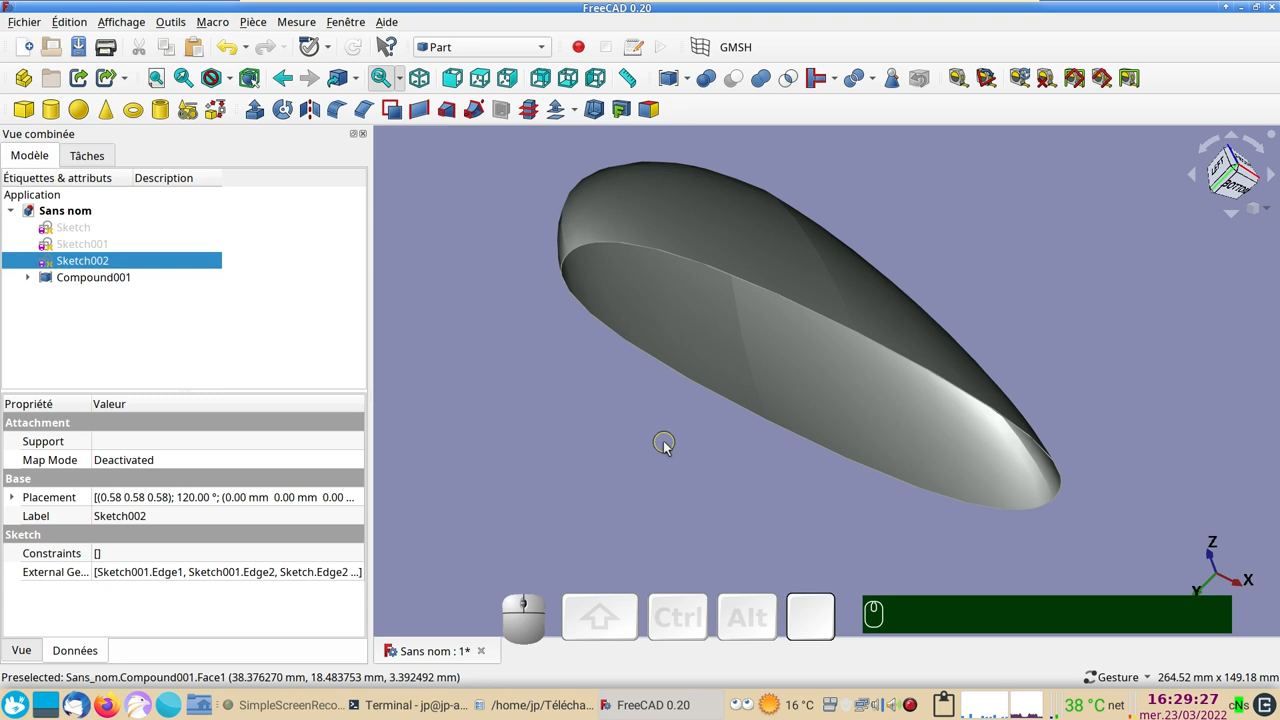 FreeCAD 0.20
Fichier Édition Affichage Outils Macro Pièce Mesure Fenêtre Aide
Part
GMSH
Vue combinée
Modèle Tâches
Étiquettes & attributs Description
Application
Sans nom
Sketch
Sketch001
Sketch002
Compound001
LEFT
BOTTOM
Propriété Valeur
Attachment
Support
Map Mode Deactivated
Base
Placement [(0.58 0.58 0.58); 120.00 °; (0.00 mm 0.00 mm 0.00 ...
Label Sketch002
Sketch
Constraints []
External Ge... [Sketch001.Edge1, Sketch001.Edge2, Sketch.Edge2 ...]
Z
X
Y
Ctrl Alt
Vue Données
Sans nom : 1*
Preselected: Sans_nom.Compound001.Face1 (38.376270 mm, 18.483753 mm, 3.392492 mm)
Gesture 264.52 mm x 149.18 mm
SimpleScreenReco... Terminal - jp@jp-a... /home/jp/Télécha... FreeCAD 0.20 16 °C 38 °C net 16:29:27
mer.23/03/2022
cNs